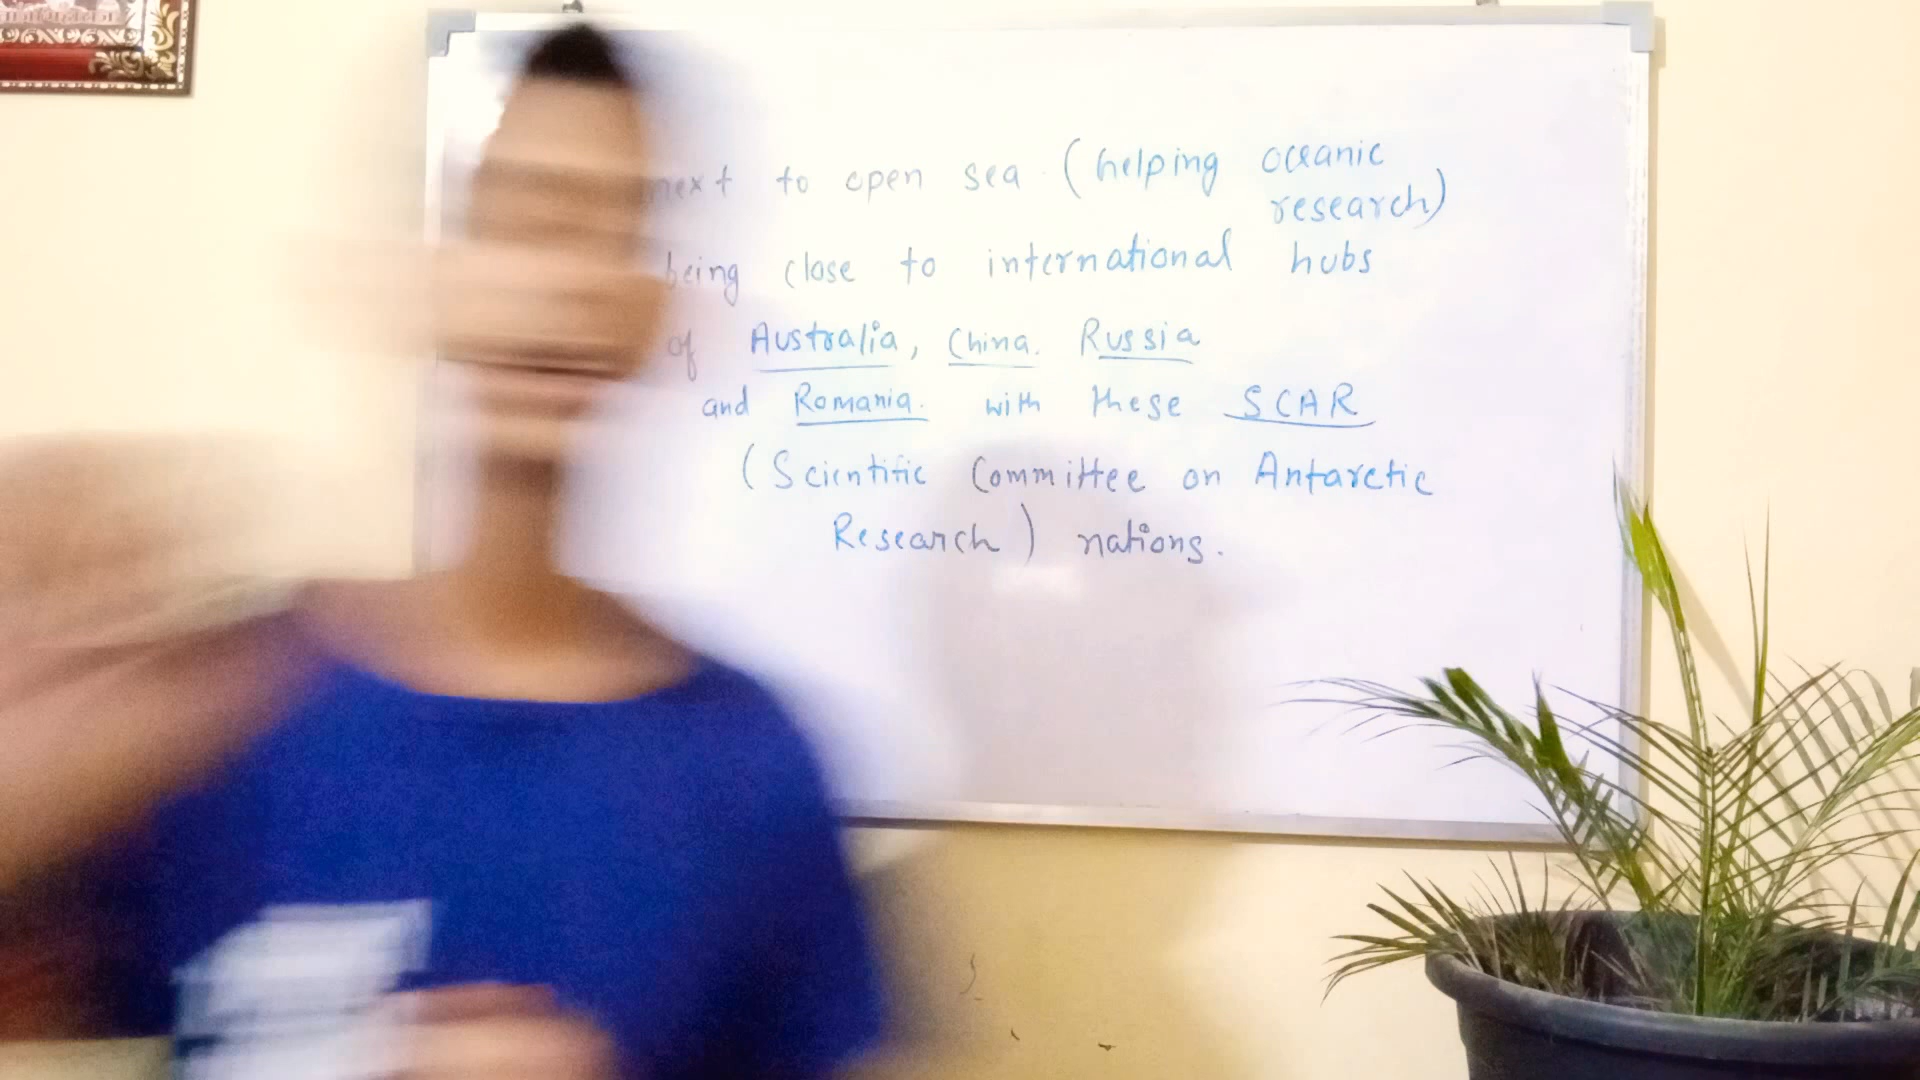 next to open sea (helping oceanic
research)
being close to international hubs
of Australia, China. Russia
and Romania. with these SCAR
(Scientific Committee on Antarctic
Research) nations.